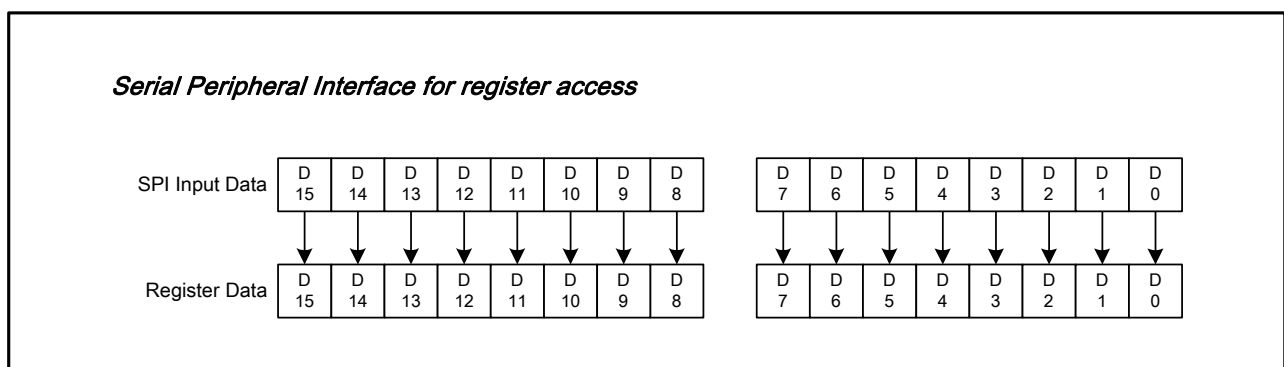 Serial Peripheral Interface for register access
SPI Input Data D 15 D 14 D 13 D 12 D 11 D 10 D 9 D 8 D 7 D 6 D 5 D 4 D 3 D 2 D 1 D 0
Register Data D 15 D 14 D 13 D 12 D 11 D 10 D 9 D 8 D 7 D 6 D 5 D 4 D 3 D 2 D 1 D 0